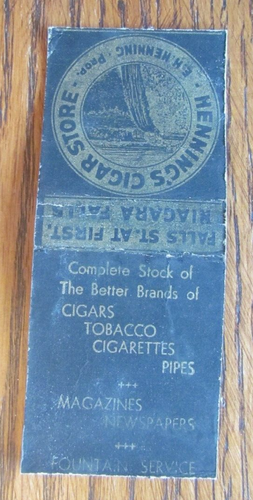 HENNING'S CIGAR STORE
E.H. HENNING - PROP.
FALLS ST. AT FIRST.
NIAGARA FALLS
Complete Stock of
The Better Brands of
CIGARS
TOBACCO
CIGARETTES
PIPES
+++
MAGAZINES
NEWSPAPERS
+++
FOUNTAIN SERVICE